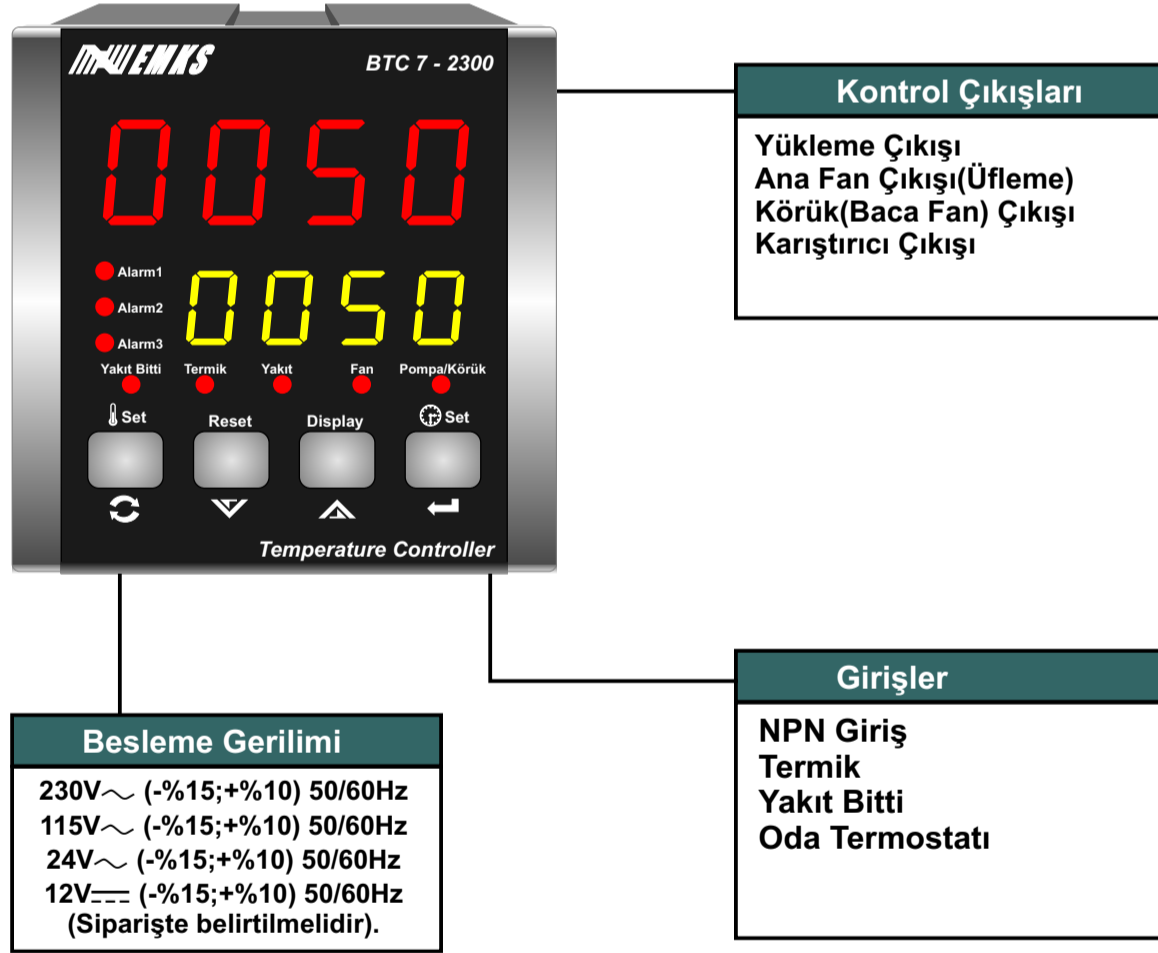 EMKS
BTC 7 - 2300
0050
Alarm1
Alarm2
Alarm3
0050
Yakıt Bitti Termik Yakıt Fan Pompa/Körük
Set Reset Display Set
Temperature Controller
Kontrol Çıkışları
Yükleme Çıkışı
Ana Fan Çıkışı(Üfleme)
Körük(Baca Fan) Çıkışı
Karıştırıcı Çıkışı
Girişler
NPN Giriş
Termik
Yakıt Bitti
Oda Termostatı
Besleme Gerilimi
230V～ (-%15;+%10) 50/60Hz
115V～ (-%15;+%10) 50/60Hz
24V～ (-%15;+%10) 50/60Hz
12V⎓ (-%15;+%10) 50/60Hz
(Siparişte belirtilmelidir).